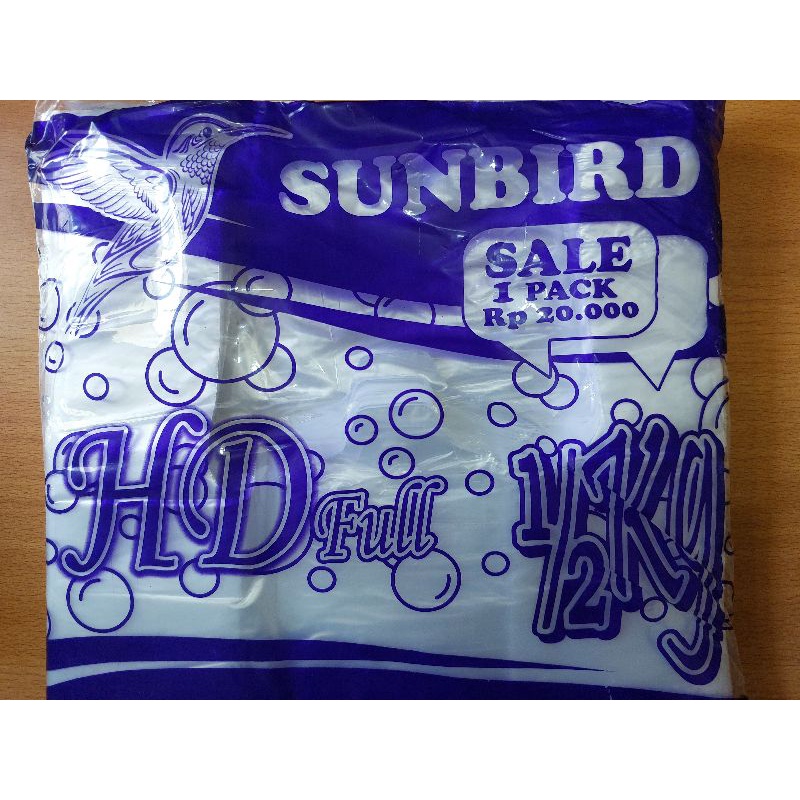 SUNBIRD
SALE
1 PACK
Rp 20.000
HD Full
1/2 Kg